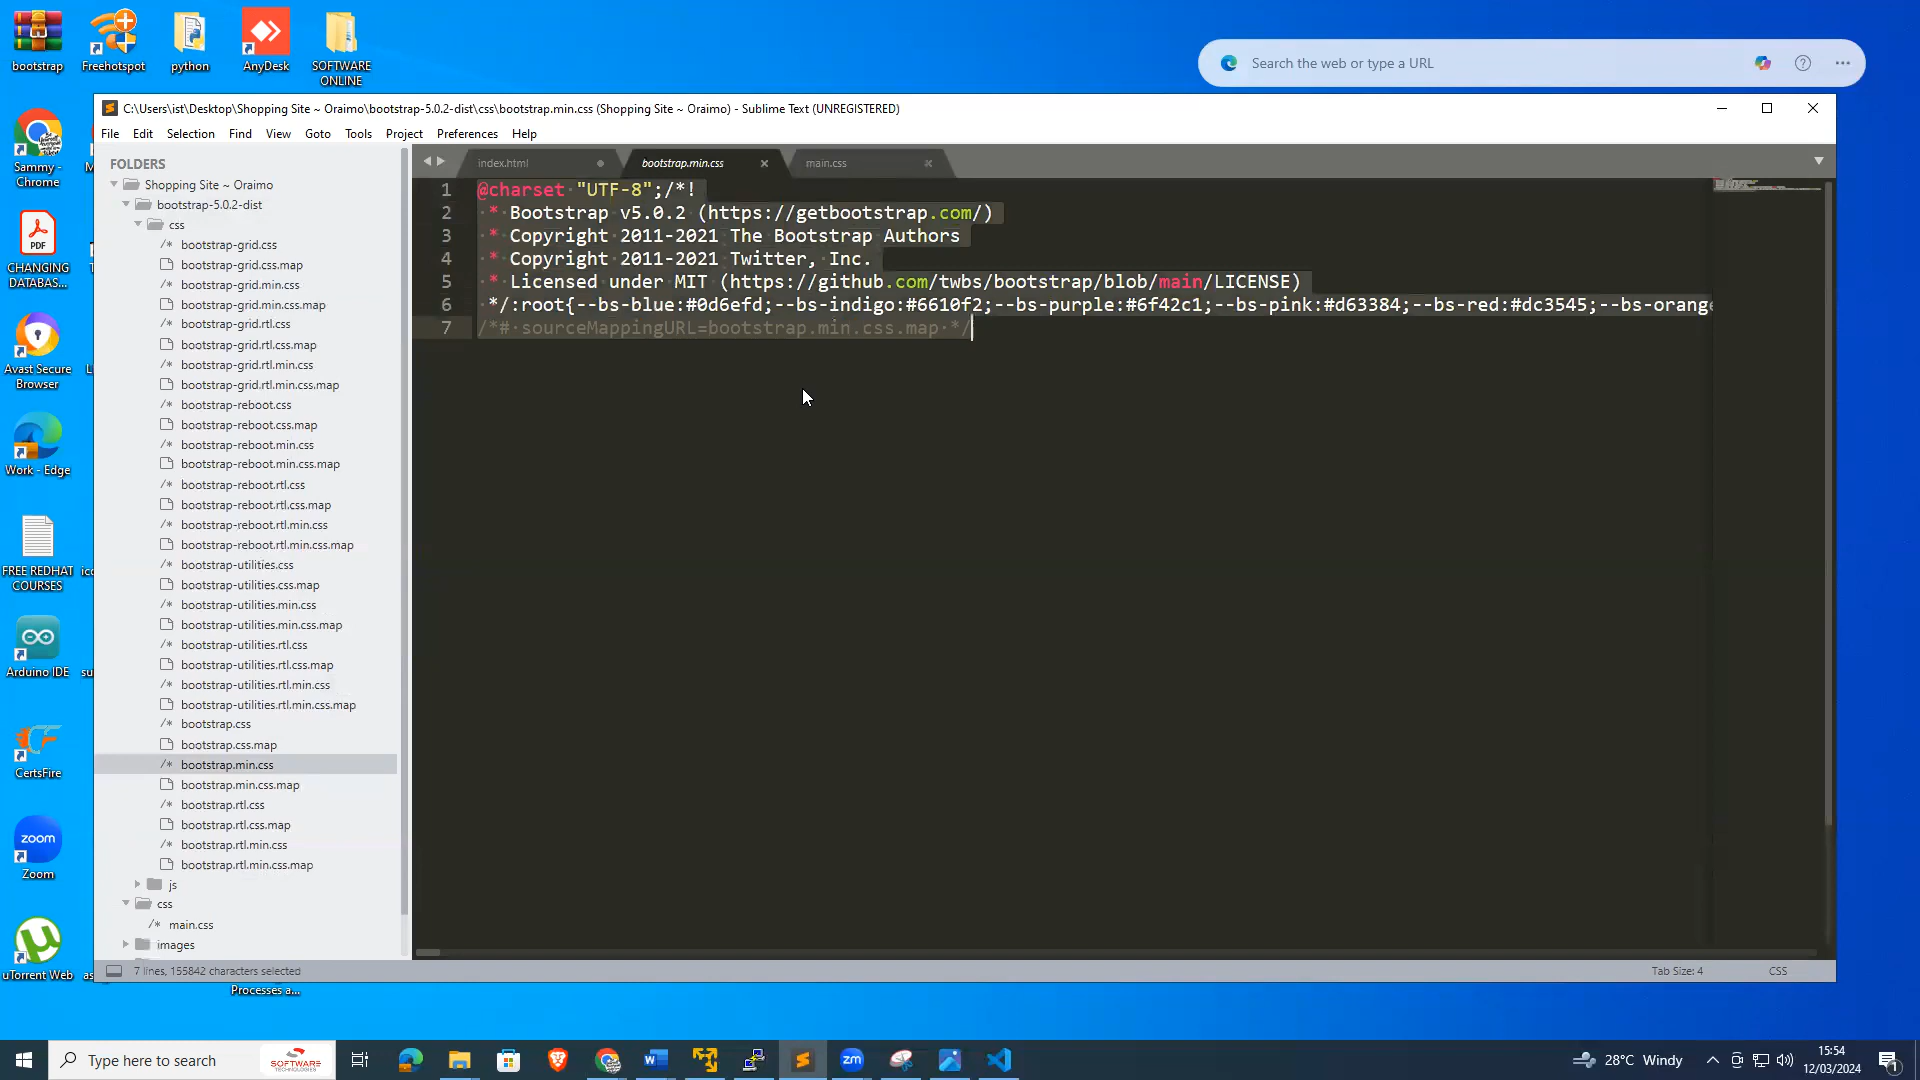 bootstrap
Freehotspot
python
AnyDesk
SOFTWARE ONLINE
Search the web or type a URL
C:\Users\ist\Desktop\Shopping Site ~ Oraimo\bootstrap-5.0.2-dist\css\bootstrap.min.css (Shopping Site ~ Oraimo) - Sublime Text (UNREGISTERED)
File Edit Selection Find View Goto Tools Project Preferences Help
FOLDERS
Shopping Site ~ Oraimo
bootstrap-5.0.2-dist
css
/* bootstrap-grid.css
bootstrap-grid.css.map
/* bootstrap-grid.min.css
bootstrap-grid.min.css.map
/* bootstrap-grid.rtl.css
bootstrap-grid.rtl.css.map
/* bootstrap-grid.rtl.min.css
bootstrap-grid.rtl.min.css.map
/* bootstrap-reboot.css
bootstrap-reboot.css.map
/* bootstrap-reboot.min.css
bootstrap-reboot.min.css.map
/* bootstrap-reboot.rtl.css
bootstrap-reboot.rtl.css.map
/* bootstrap-reboot.rtl.min.css
bootstrap-reboot.rtl.min.css.map
/* bootstrap-utilities.css
bootstrap-utilities.css.map
/* bootstrap-utilities.min.css
bootstrap-utilities.min.css.map
/* bootstrap-utilities.rtl.css
bootstrap-utilities.rtl.css.map
/* bootstrap-utilities.rtl.min.css
bootstrap-utilities.rtl.min.css.map
/* bootstrap.css
bootstrap.css.map
/* bootstrap.min.css
bootstrap.min.css.map
/* bootstrap.rtl.css
bootstrap.rtl.css.map
/* bootstrap.rtl.min.css
bootstrap.rtl.min.css.map
js
css
/* main.css
images
index.html
bootstrap.min.css
main.css
1 @charset "UTF-8";/*!
2 * Bootstrap v5.0.2 (https://getbootstrap.com/)
3 * Copyright 2011-2021 The Bootstrap Authors
4 * Copyright 2011-2021 Twitter, Inc.
5 * Licensed under MIT (https://github.com/twbs/bootstrap/blob/main/LICENSE)
6 */:root{--bs-blue:#0d6efd;--bs-indigo:#6610f2;--bs-purple:#6f42c1;--bs-pink:#d63384;--bs-red:#dc3545;--bs-orange
7 /*# sourceMappingURL=bootstrap.min.css.map */
7 lines, 155842 characters selected
Tab Size: 4
CSS
Sammy - Chrome
PDF
CHANGING DATABAS...
Avast Secure Browser
Work - Edge
FREE REDHAT COURSES
Arduino IDE
CertsFire
zoom
Zoom
uTorrent Web
Processes a...
Type here to search
SOFTWARE
TECHNOLOGIES
zm
28°C Windy
15:54
12/03/2024
1